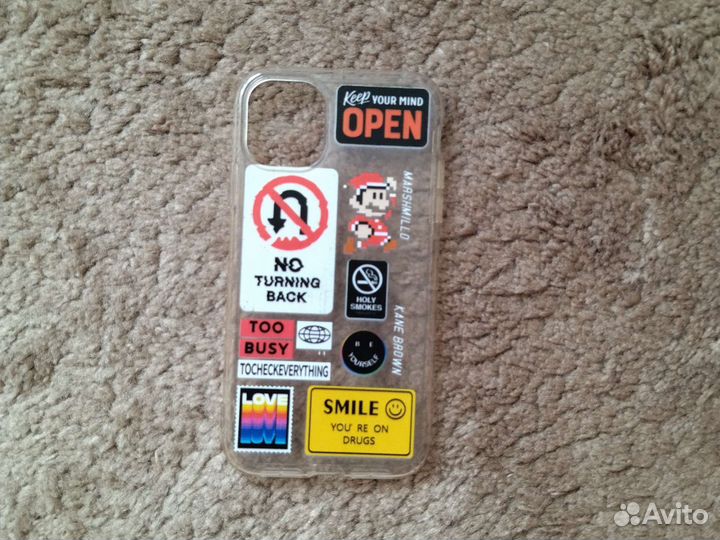 Keep YOUR MIND
OPEN
MARSHMILLO
NO
TURNING
BACK
HOLY
SMOKES
KANE BROWN
TOO
BUSY
TOCHECKEVERYTHING
BE
YOURSELF
LOVE
SMILE
YOU' RE ON
DRUGS
Avito